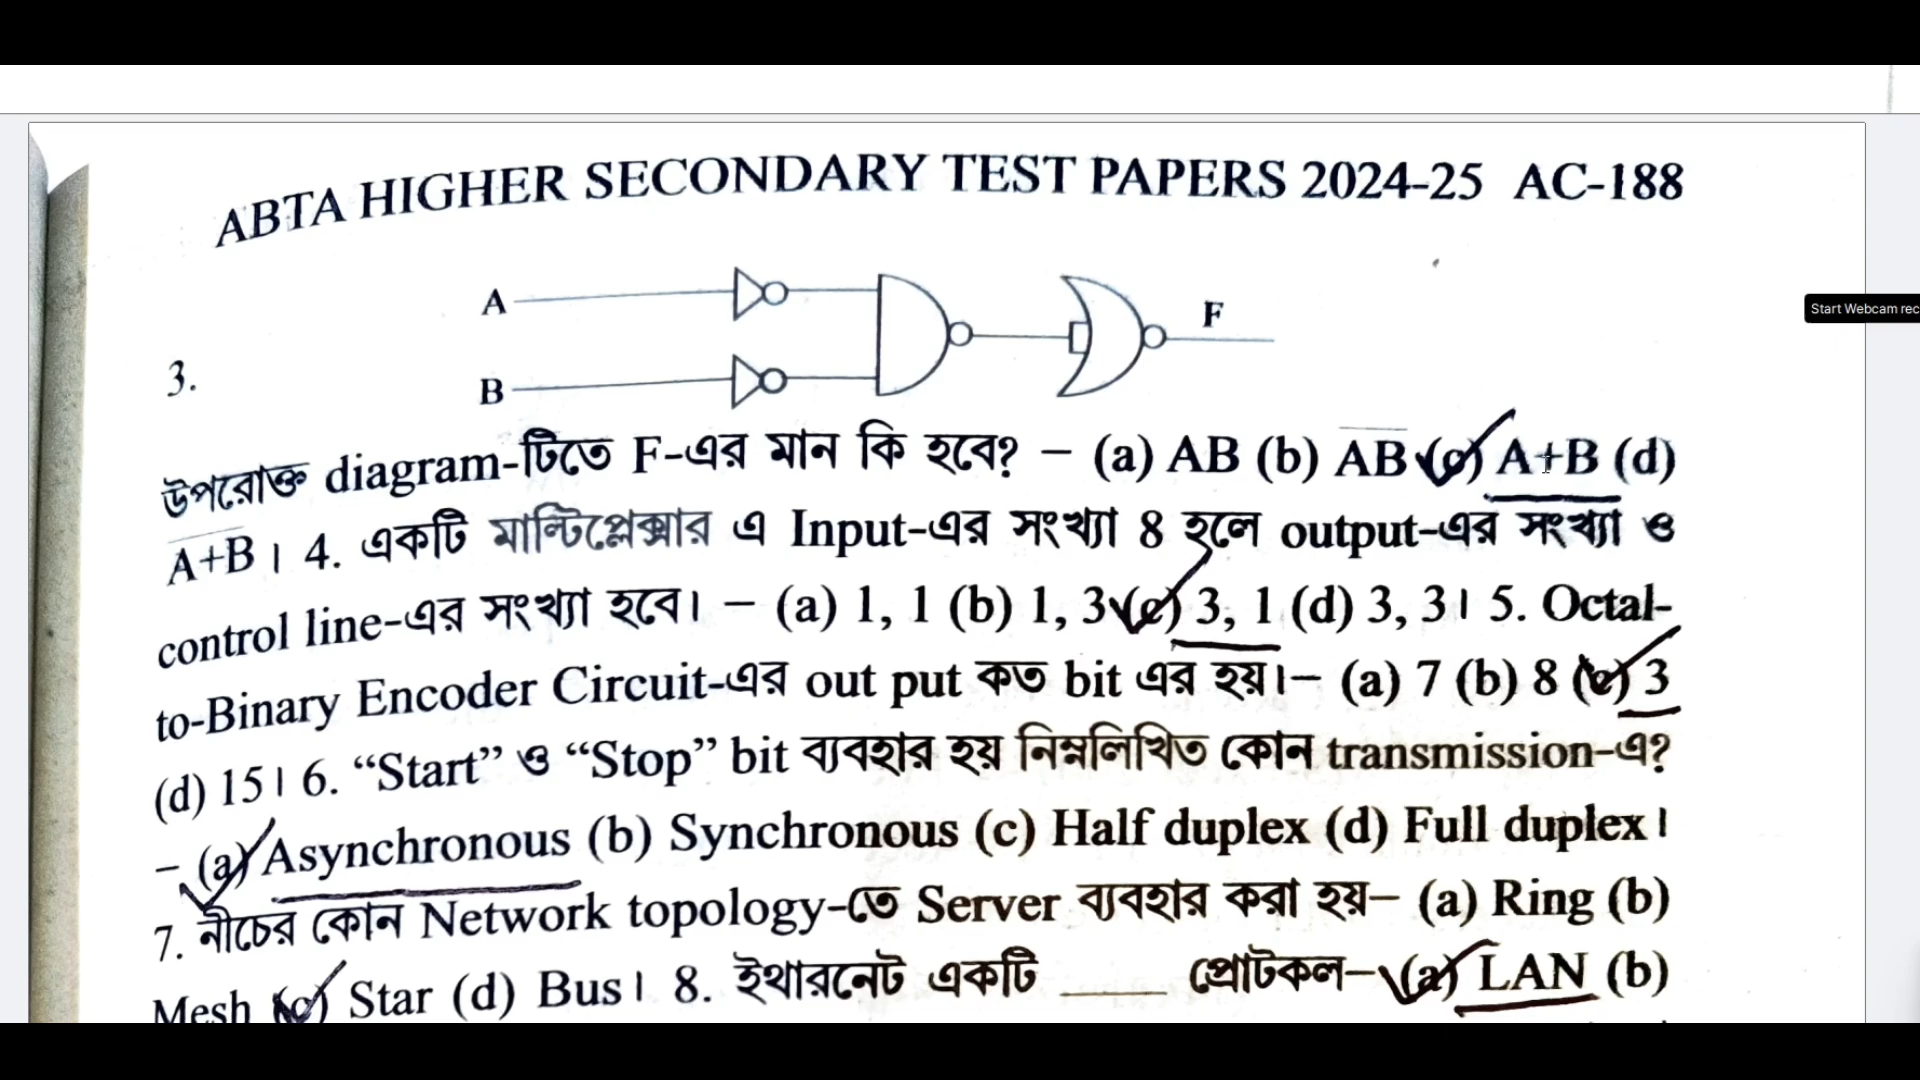 ABTA HIGHER SECONDARY TEST PAPERS 2024-25 AC-188
Start Webcam rec
A
F
3.
B
উপরোক্ত diagram-টিতে F-এর মান কি হবে? – (a) AB (b) A̅B̅ (c) A+B (d)
A̅+̅B̅। 4. একটি মাল্টিপ্লেক্সার এ Input-এর সংখ্যা 8 হলে output-এর সংখ্যা ও
control line-এর সংখ্যা হবে। – (a) 1, 1 (b) 1, 3 (c) 3, 1 (d) 3, 3। 5. Octal-
to-Binary Encoder Circuit-এর out put কত bit এর হয়।– (a) 7 (b) 8 (c) 3
(d) 15। 6. “Start” ও “Stop” bit ব্যবহার হয় নিম্নলিখিত কোন transmission-এ?
– (a) Asynchronous (b) Synchronous (c) Half duplex (d) Full duplex।
7. নীচের কোন Network topology-তে Server ব্যবহার করা হয়– (a) Ring (b)
Mesh (c) Star (d) Bus। 8. ইথারনেট একটি _____ প্রোটকল– (a) LAN (b)